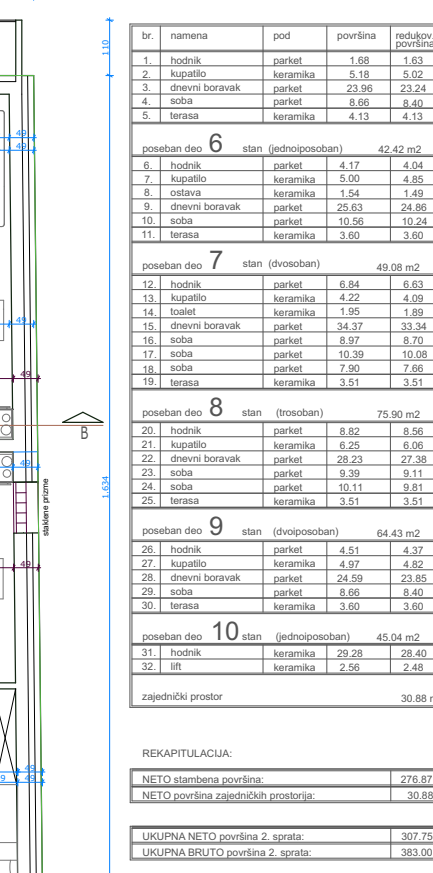 br. namena pod površina redukov. površina
1. hodnik parket 1.68 1.63
2. kupatilo keramika 5.18 5.02
3. dnevni boravak parket 23.96 23.24
4. soba parket 8.66 8.40
5. terasa keramika 4.13 4.13
poseban deo 6 stan (jednoiposoban) 42.42 m2
6. hodnik parket 4.17 4.04
7. kupatilo keramika 5.00 4.85
8. ostava keramika 1.54 1.49
9. dnevni boravak parket 25.63 24.86
10. soba parket 10.56 10.24
11. terasa keramika 3.60 3.60
poseban deo 7 stan (dvosoban) 49.08 m2
12. hodnik parket 6.84 6.63
13. kupatilo keramika 4.22 4.09
14. toalet keramika 1.95 1.89
15. dnevni boravak parket 34.37 33.34
16. soba parket 8.97 8.70
17. soba parket 10.39 10.08
18. soba parket 7.90 7.66
19. terasa keramika 3.51 3.51
poseban deo 8 stan (trosoban) 75.90 m2
20. hodnik parket 8.82 8.56
21. kupatilo keramika 6.25 6.06
22. dnevni boravak parket 28.23 27.38
23. soba parket 9.39 9.11
24. soba parket 10.11 9.81
25. terasa keramika 3.51 3.51
poseban deo 9 stan (dvoiposoban) 64.43 m2
26. hodnik parket 4.51 4.37
27. kupatilo keramika 4.97 4.82
28. dnevni boravak parket 24.59 23.85
29. soba parket 8.66 8.40
30. terasa keramika 3.60 3.60
poseban deo 10 stan (jednoiposoban) 45.04 m2
31. hodnik keramika 29.28 28.40
32. lift keramika 2.56 2.48
zajednički prostor 30.88 m
REKAPITULACIJA:
NETO stambena površina: 276.87
NETO površina zajedničkih prostorija: 30.88
UKUPNA NETO površina 2. sprata: 307.75
UKUPNA BRUTO površina 2. sprata: 383.00
110
49
49
49
49
B
49
1.634
staklene prizme
49
49
49
9